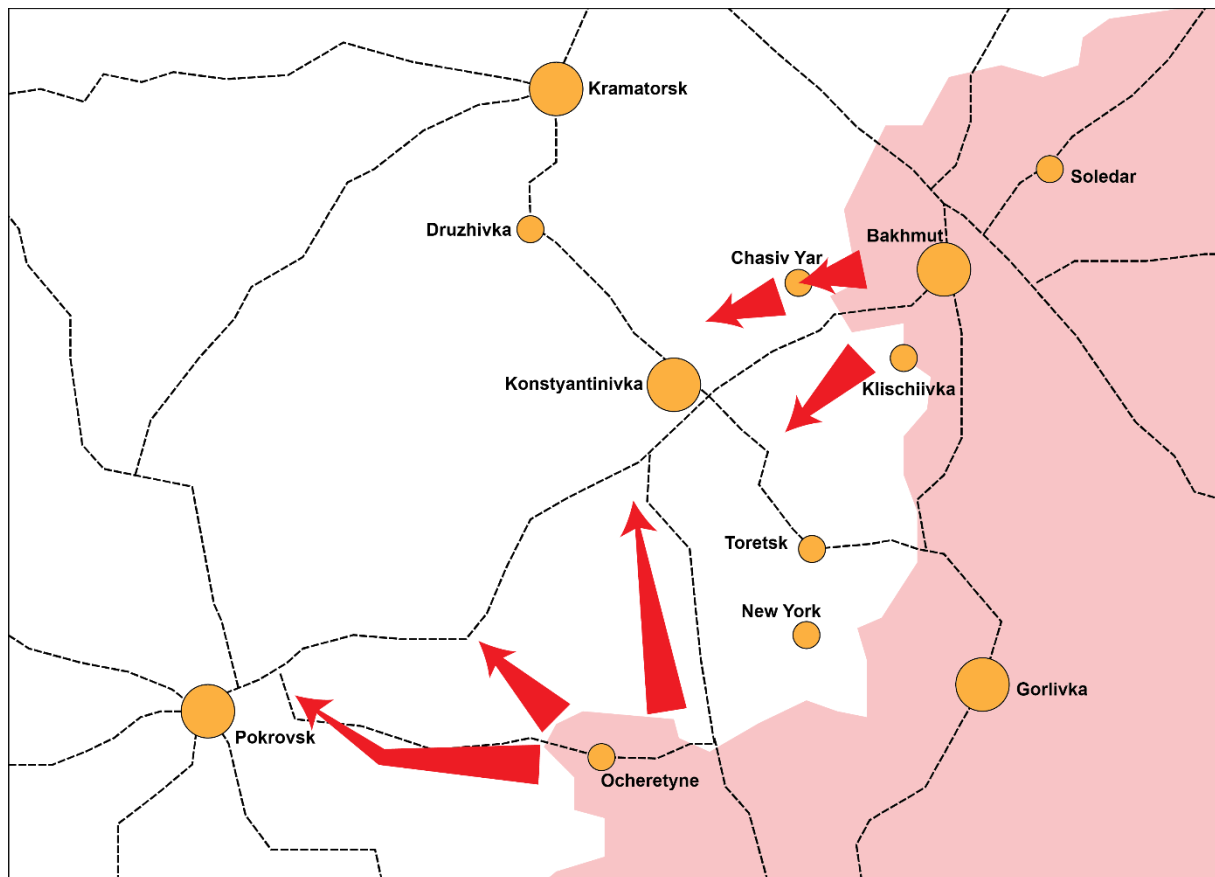 Kramatorsk
Soledar
Druzhivka
Bakhmut
Chasiv Yar
Konstyantinivka
Klischiivka
Toretsk
New York
Gorlivka
Pokrovsk
Ocheretyne